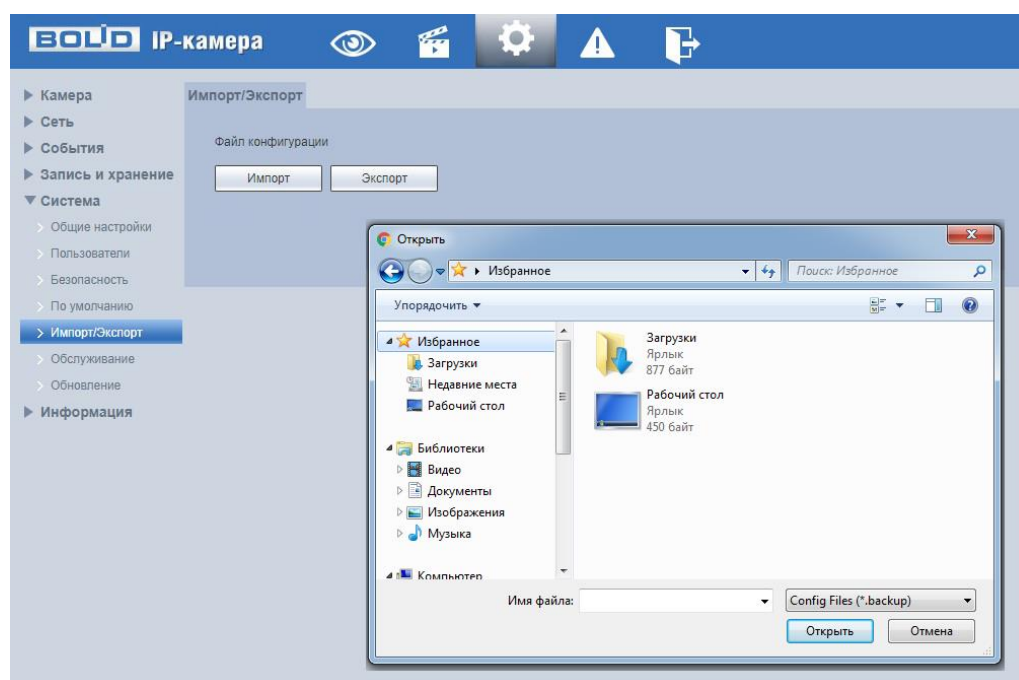 BOLID IP-камера
Камера
Сеть
События
Запись и хранение
Система
Общие настройки
Пользователи
Безопасность
По умолчанию
Импорт/Экспорт
Обслуживание
Обновление
Информация
Импорт/Экспорт
Файл конфигурации
Импорт Экспорт
Открыть
Избранное
Поиск: Избранное
Упорядочить
Избранное
Загрузки
Недавние места
Рабочий стол
Библиотеки
Видео
Документы
Изображения
Музыка
Компьютер
Загрузки
Ярлык
877 байт
Рабочий стол
Ярлык
450 байт
Имя файла:
Config Files (*.backup)
Открыть Отмена